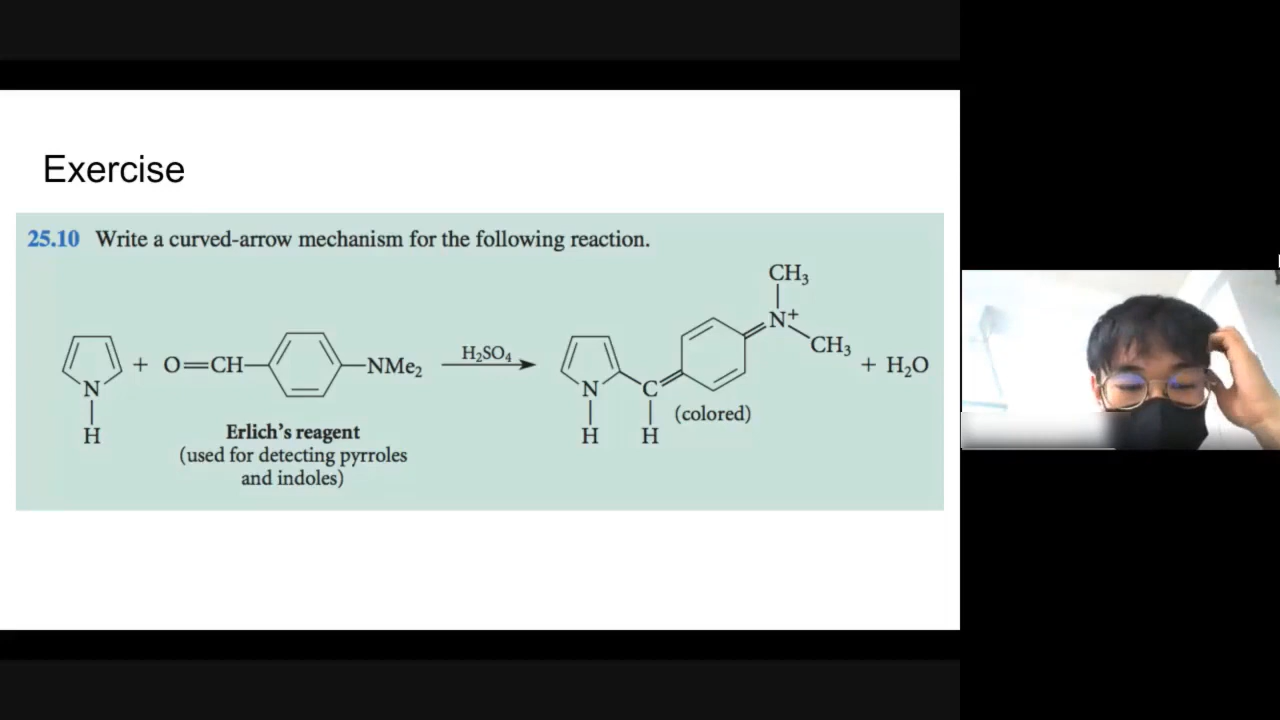 Exercise
25.10 Write a curved-arrow mechanism for the following reaction.
N
H
+ O=CH
NMe₂
H₂SO₄
N
H
C
H
N⁺
CH₃
CH₃
+ H₂O
(colored)
Erlich's reagent
(used for detecting pyrroles
and indoles)